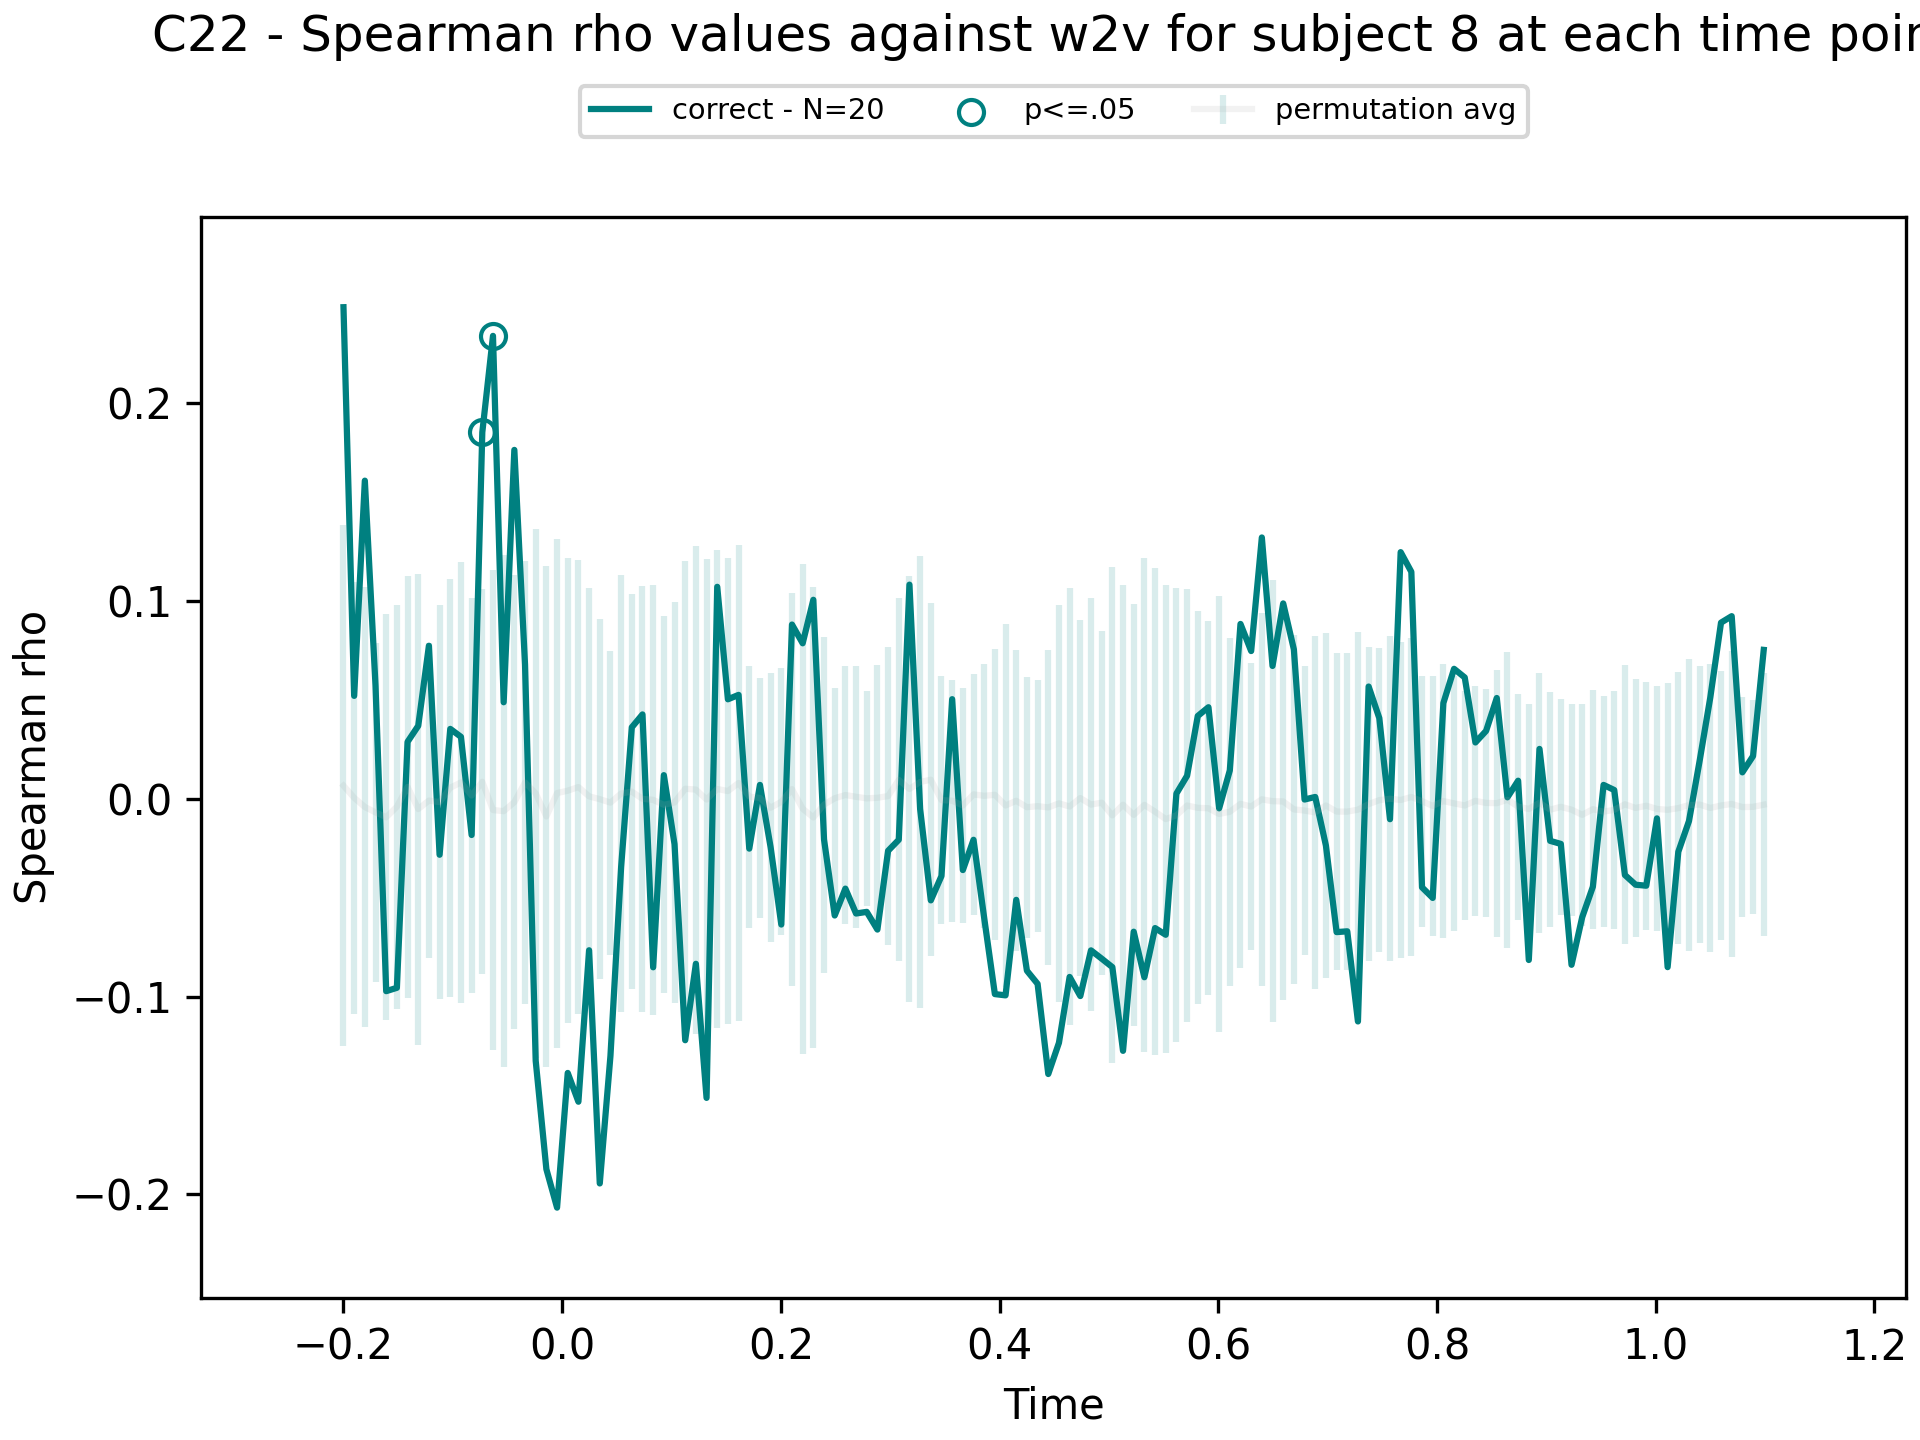 C22 - Spearman rho values against w2v for subject 8 at each time poin
correct - N=20 p<=.05 permutation avg
Spearman rho
0.2
0.1
0.0
−0.1
−0.2
−0.2 0.0 0.2 0.4 0.6 0.8 1.0 1.2
Time